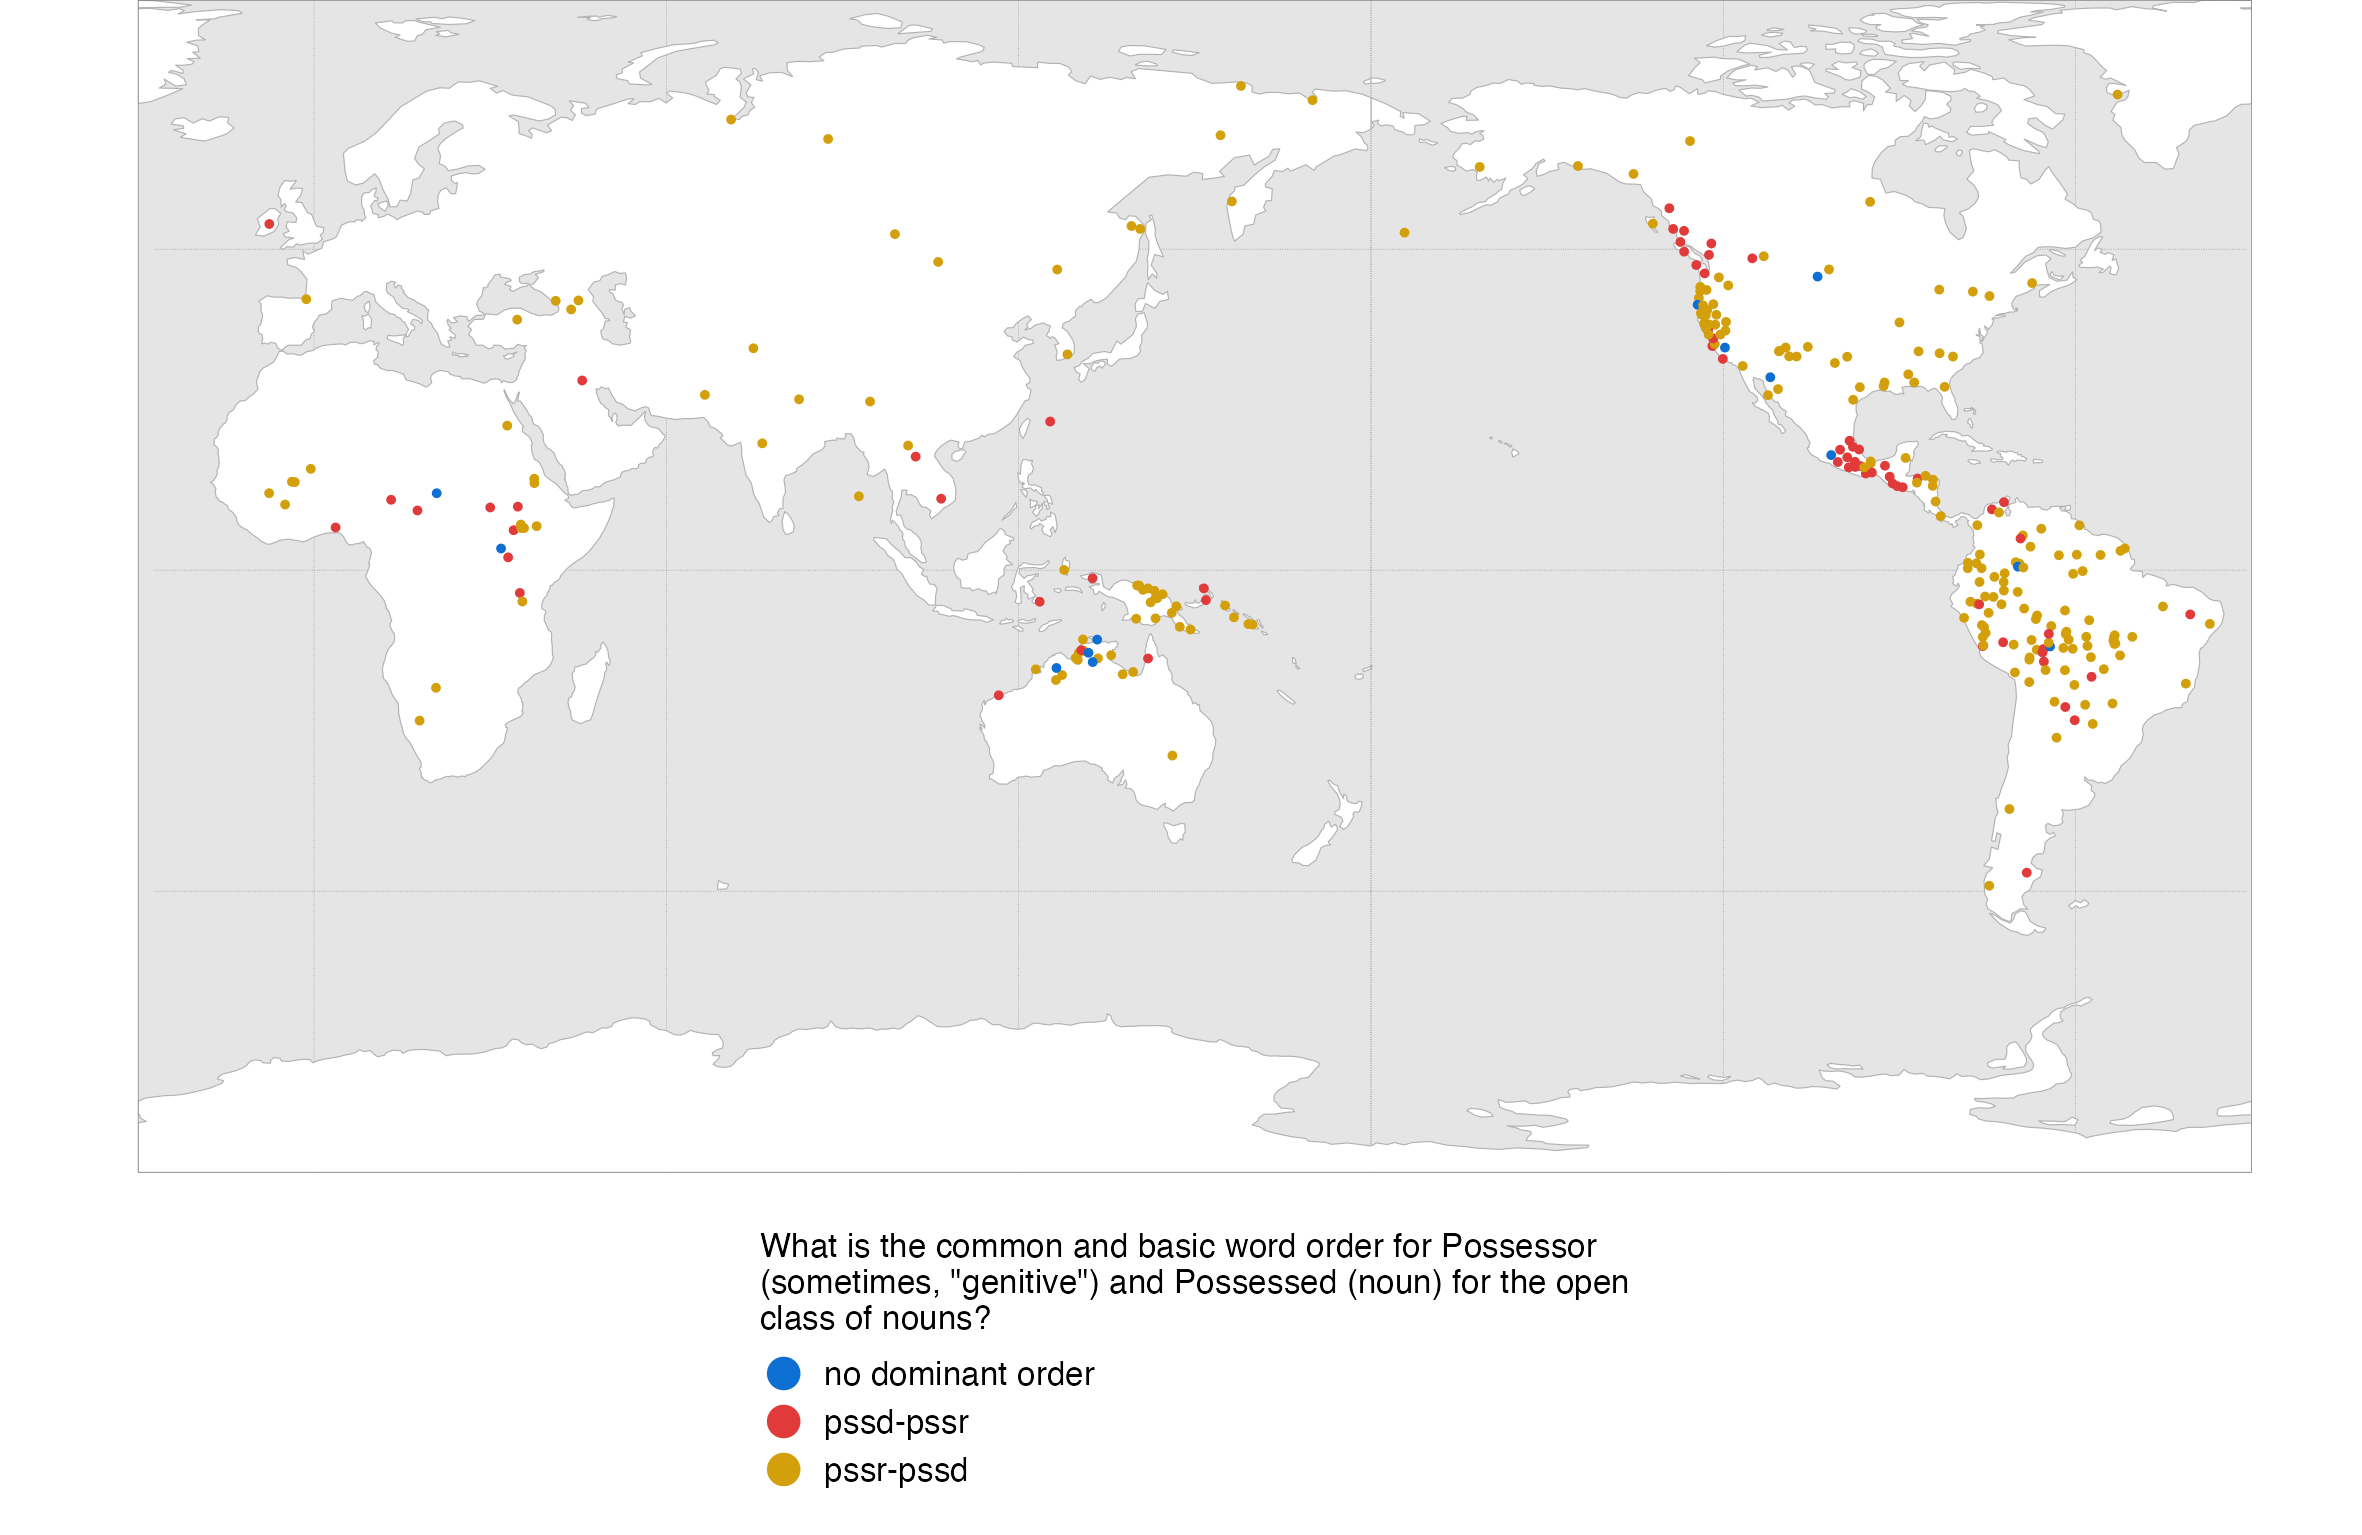 What is the common and basic word order for Possessor
(sometimes, "genitive") and Possessed (noun) for the open
class of nouns?
no dominant order
pssd-pssr
pssr-pssd